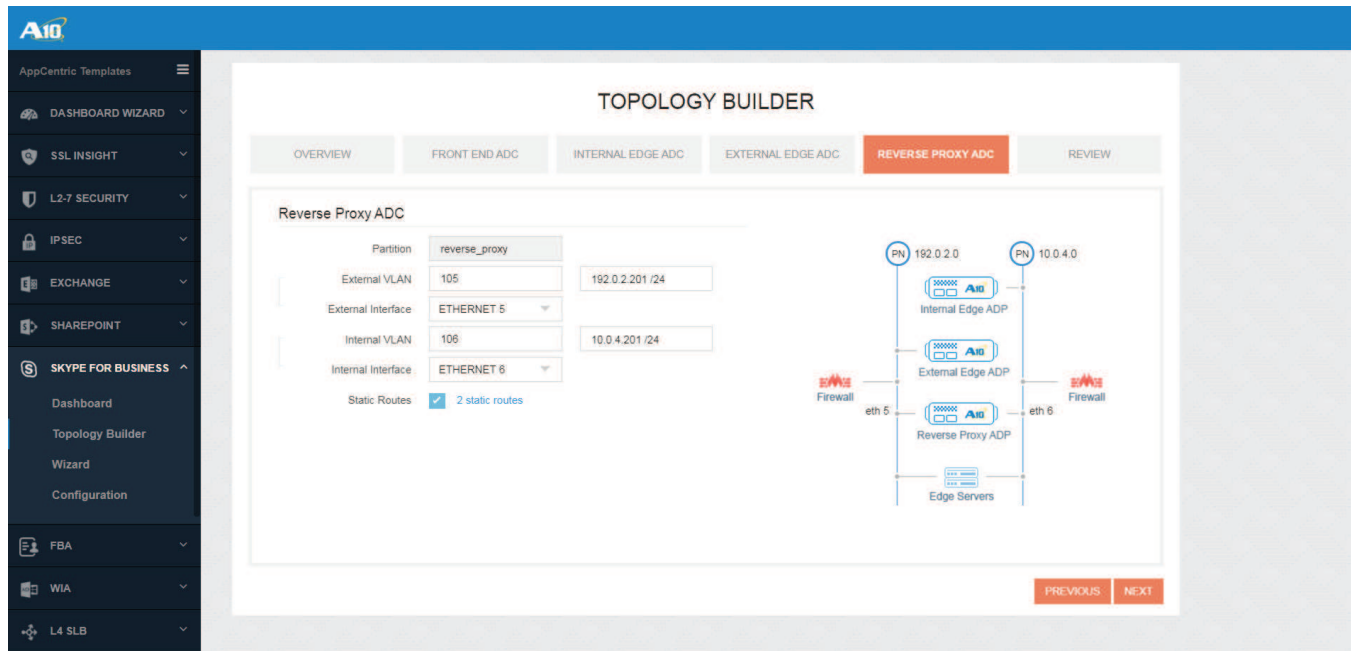 A10
AppCentric Templates
DASHBOARD WIZARD
SSL INSIGHT
L2-7 SECURITY
IPSEC
EXCHANGE
SHAREPOINT
SKYPE FOR BUSINESS
Dashboard
Topology Builder
Wizard
Configuration
FBA
WIA
L4 SLB
TOPOLOGY BUILDER
OVERVIEW FRONT END ADC INTERNAL EDGE ADC EXTERNAL EDGE ADC REVERSE PROXY ADC REVIEW
Reverse Proxy ADC
Partition reverse_proxy
External VLAN 105 192.0.2.201 /24
External Interface ETHERNET 5
Internal VLAN 106 10.0.4.201 /24
Internal Interface ETHERNET 6
Static Routes 2 static routes
PN 192.0.2.0 PN 10.0.4.0
A10
Internal Edge ADP
A10
External Edge ADP
Firewall Firewall
eth 5 A10 eth 6
Reverse Proxy ADP
Edge Servers
PREVIOUS NEXT